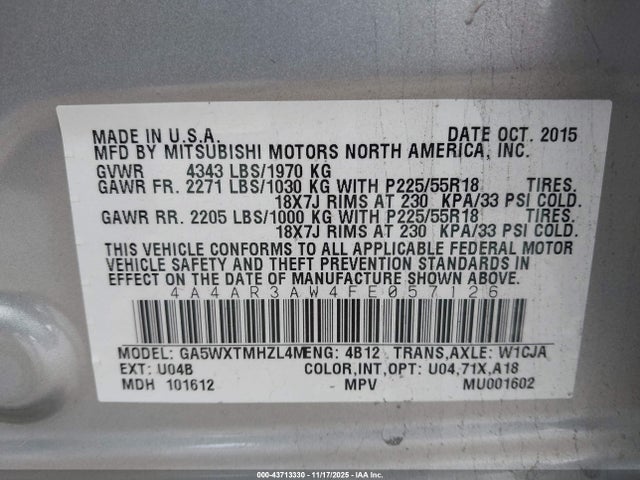 MADE IN U.S.A. DATE OCT. 2015
MFD BY MITSUBISHI MOTORS NORTH AMERICA, INC.
GVWR 4343 LBS/1970 KG
GAWR FR. 2271 LBS/1030 KG WITH P225/55R18 TIRES.
18X7J RIMS AT 230 KPA/33 PSI COLD.
GAWR RR. 2205 LBS/1000 KG WITH P225/55R18 TIRES.
18X7J RIMS AT 230 KPA/33 PSI COLD.
THIS VEHICLE CONFORMS TO ALL APPLICABLE FEDERAL MOTOR
VEHICLE SAFETY AND THEFT PREVENTION STANDARDS IN
EFFECT ON THE DATE OF MANUFACTURE SHOWN ABOVE.
4A4AR3AW4FE057126
MODEL: GA5WXTMHZL4MENG: 4B12 TRANS,AXLE: W1CJA
EXT: U04B COLOR,INT,OPT: U04,71X,A18
MDH 101612 MPV MU001602
000-43713330 - 11/17/2025 - IAA Inc.